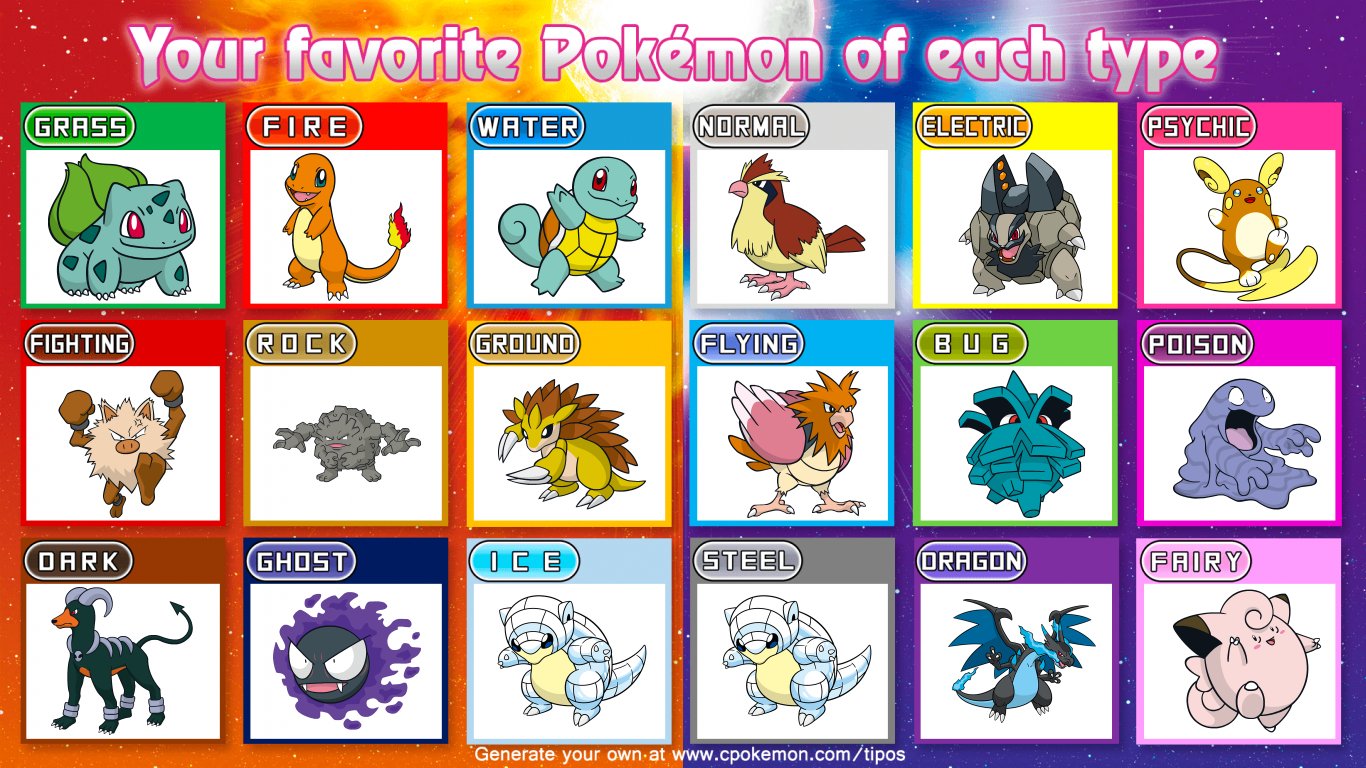 Your favorite Pokémon of each type
GRASS
FIRE
WATER
NORMAL
ELECTRIC
PSYCHIC
FIGHTING
ROCK
GROUND
FLYING
BUG
POISON
DARK
GHOST
ICE
STEEL
DRAGON
FAIRY
Generate your own at www.cpokemon.com/tipos